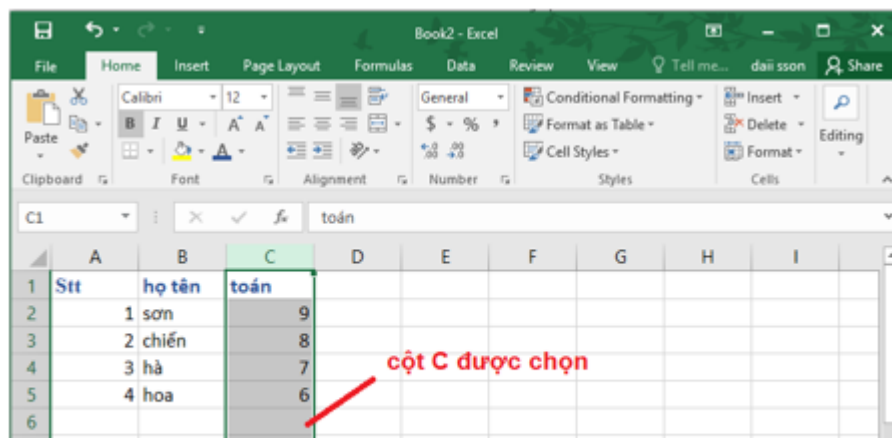 Book2 - Excel
File Home Insert Page Layout Formulas Data Review View Tell me... daii sson Share
Paste
Calibri 12
B I U A A A
General
$ % ,
Conditional Formatting
Format as Table
Cell Styles
Insert
Delete
Format
Editing
Clipboard Font Alignment Number Styles Cells
C1 fx toán
A B C D E F G H I
1 Stt họ tên toán
2 1 sơn 9
3 2 chiến 8
4 3 hà 7
5 4 hoa 6
6
cột C được chọn